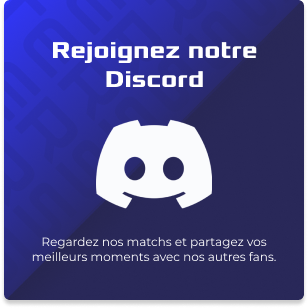 Rejoignez notre
Discord
Regardez nos matchs et partagez vos
meilleurs moments avec nos autres fans.